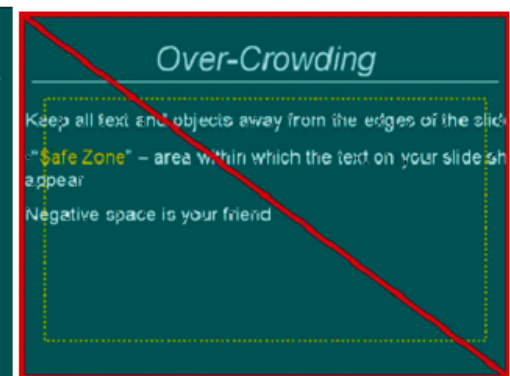 Over-Crowding
Keep all text and objects away from the edges of the slide
-"Safe Zone" – area within which the text on your slide sh
appear
Negative space is your friend